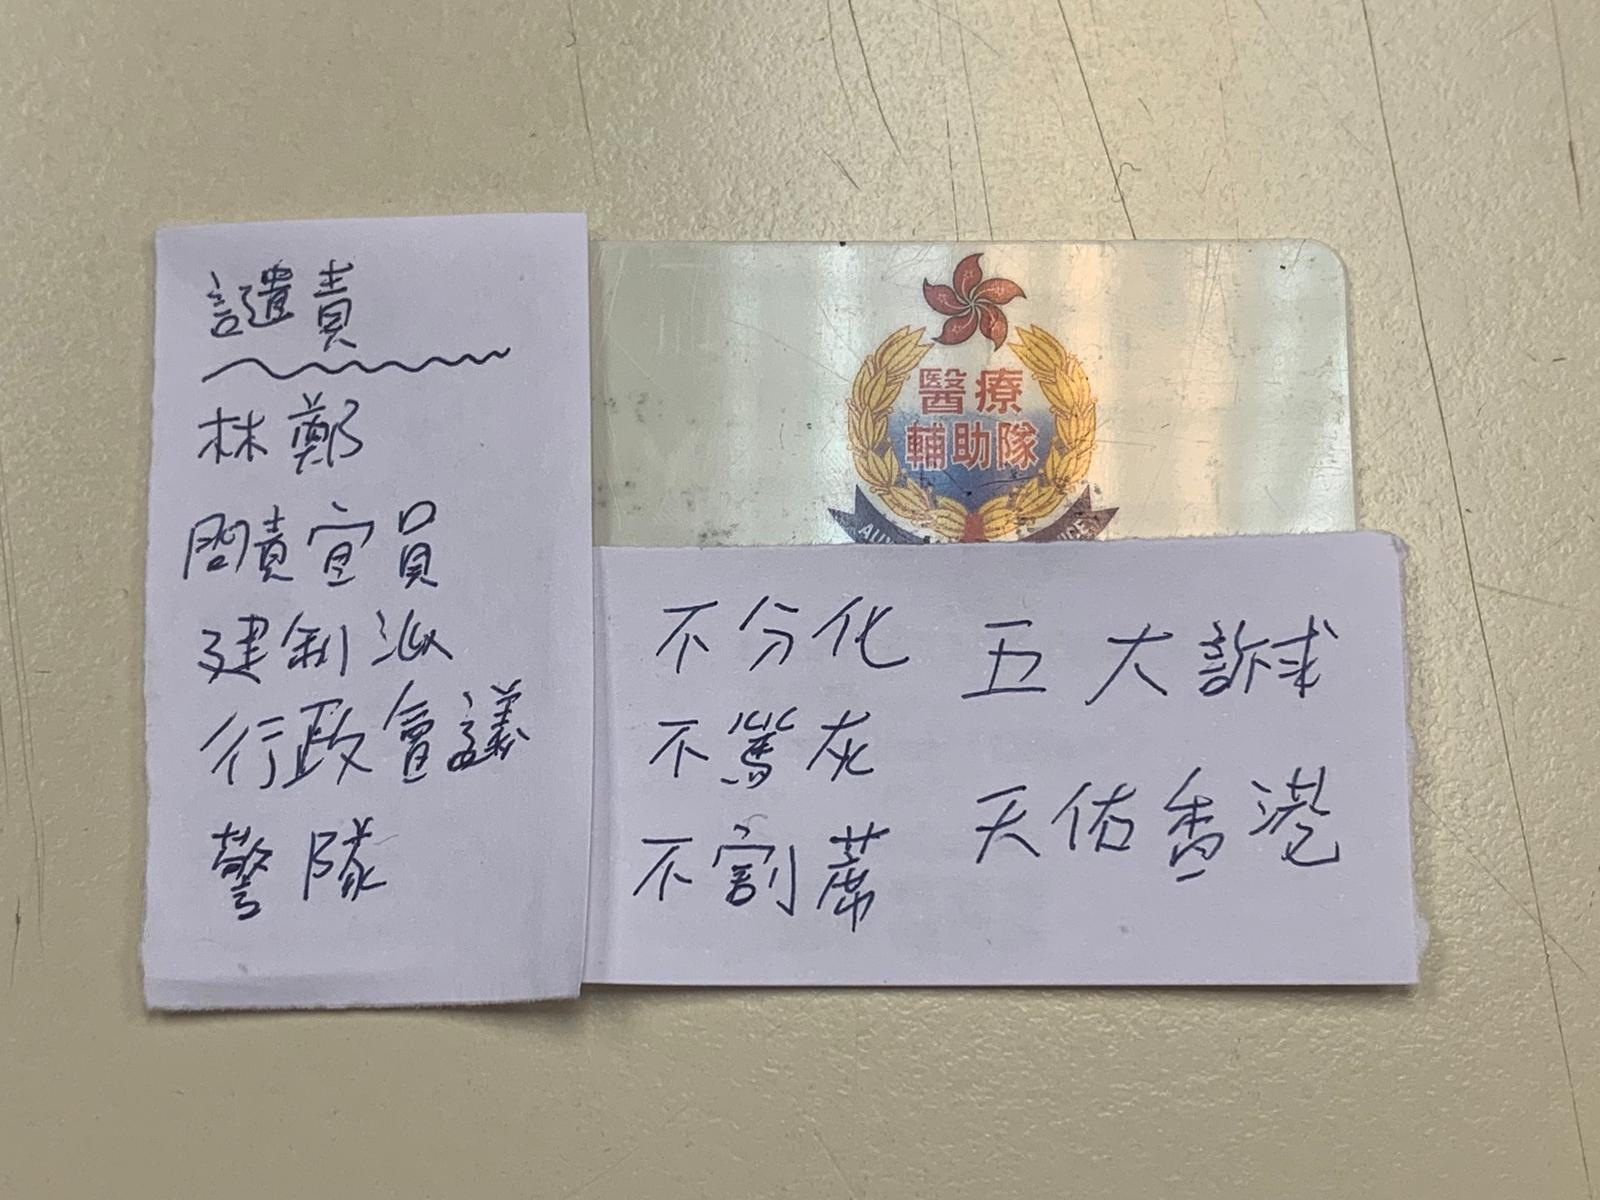 譴責
林鄭
問責官員
建制派
行政會議
警隊
醫療
輔助隊
不分化
不篤灰
不割蓆
五大訴求
天佑香港